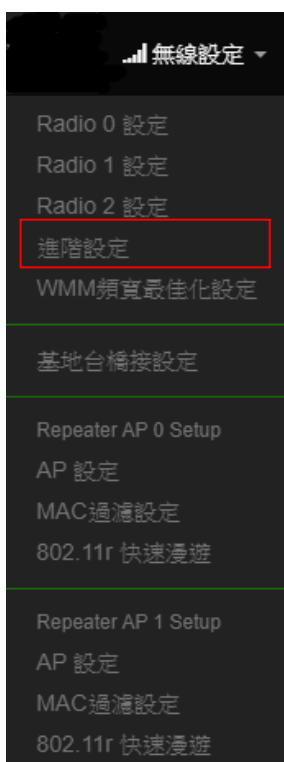 無線設定
Radio 0 設定
Radio 1 設定
Radio 2 設定
進階設定
WMM頻寬最佳化設定
基地台橋接設定
Repeater AP 0 Setup
AP 設定
MAC過濾設定
802.11r 快速漫遊
Repeater AP 1 Setup
AP 設定
MAC過濾設定
802.11r 快速漫遊